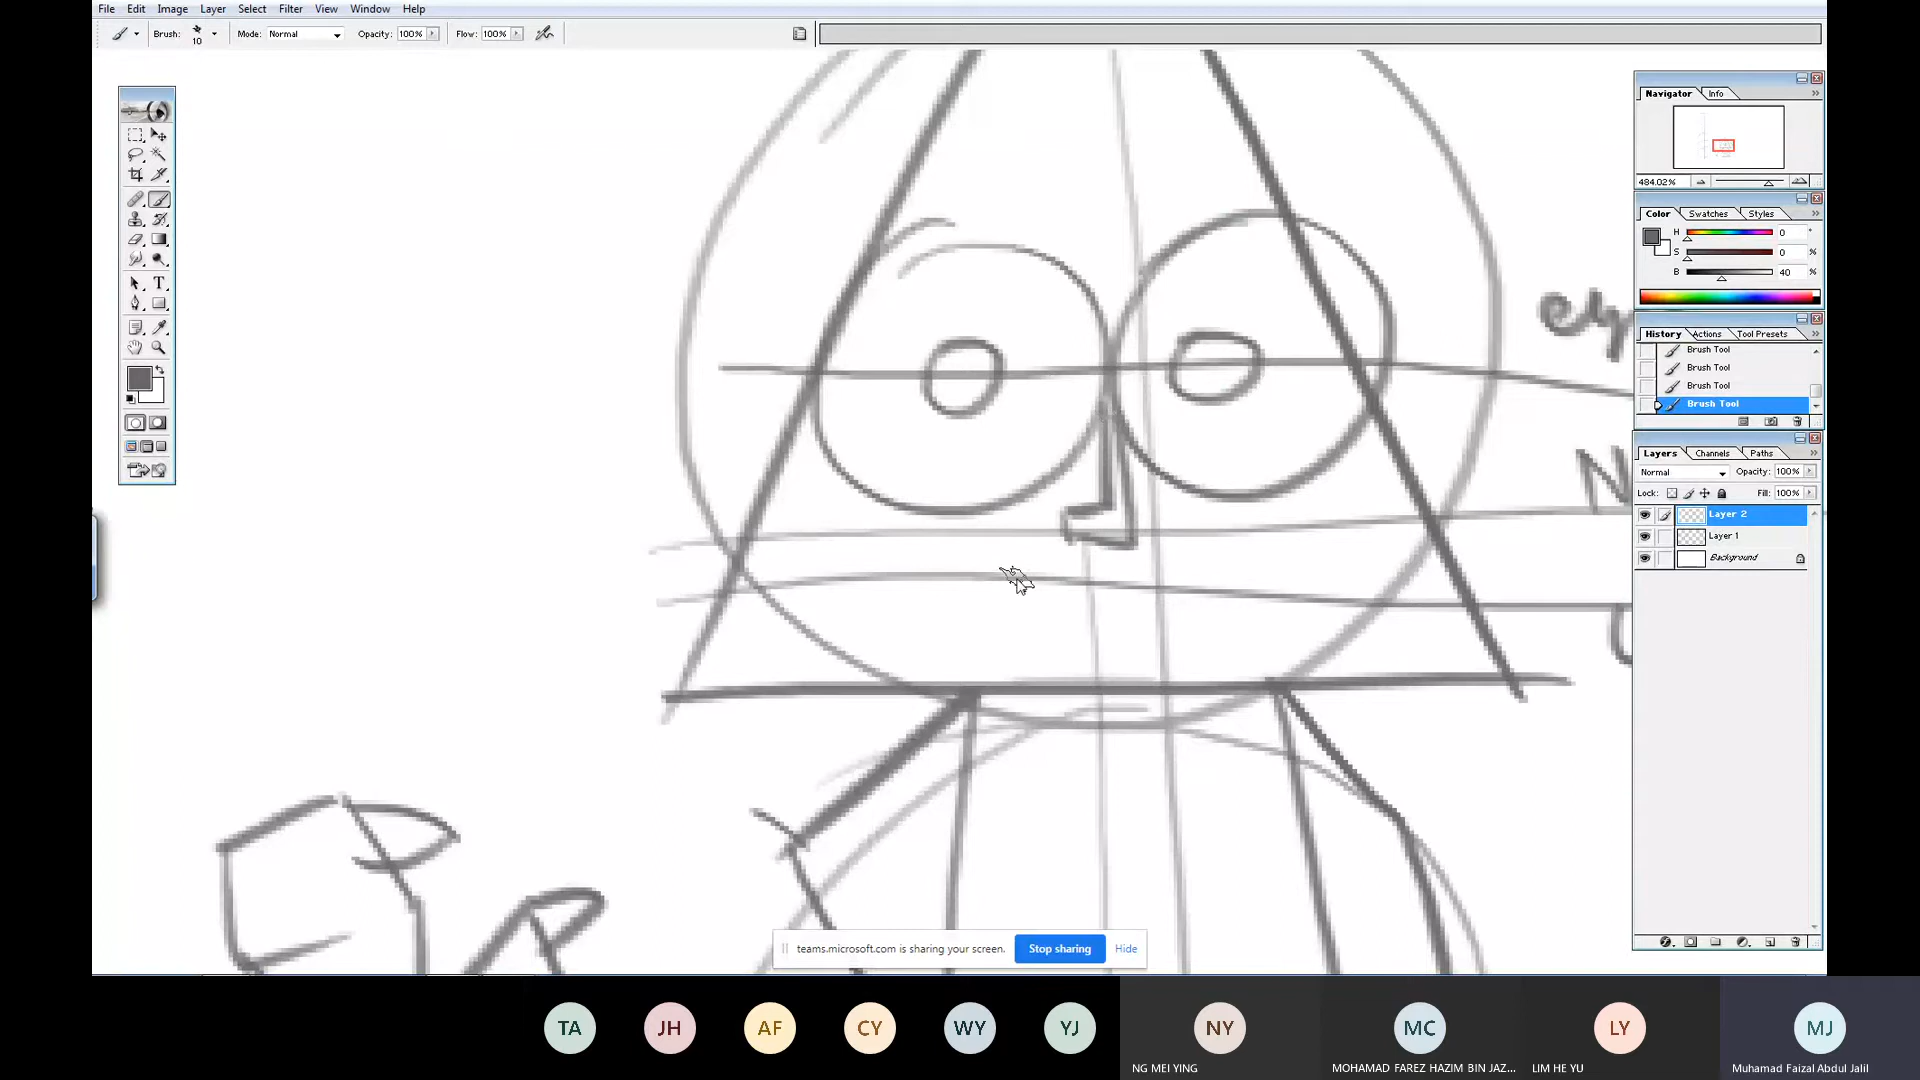 File Edit Image Layer Select Filter View Window Help
Brush: 10 Mode: Normal Opacity: 100% Flow: 100%
Navigator Info
484.02%
Color Swatches Styles
H 0 °
S 0 %
B 40 %
ey
History Actions Tool Presets
Brush Tool
Brush Tool
Brush Tool
Brush Tool
Layers Channels Paths
Normal Opacity: 100%
N
Lock: Fill: 100%
Layer 2
Layer 1
Background
teams.microsoft.com is sharing your screen. Stop sharing Hide
TA JH AF CY WY YJ NY MC LY MJ
NG MEI YING MOHAMAD FAREZ HAZIM BIN JAZ... LIM HE YU Muhamad Faizal Abdul Jalil